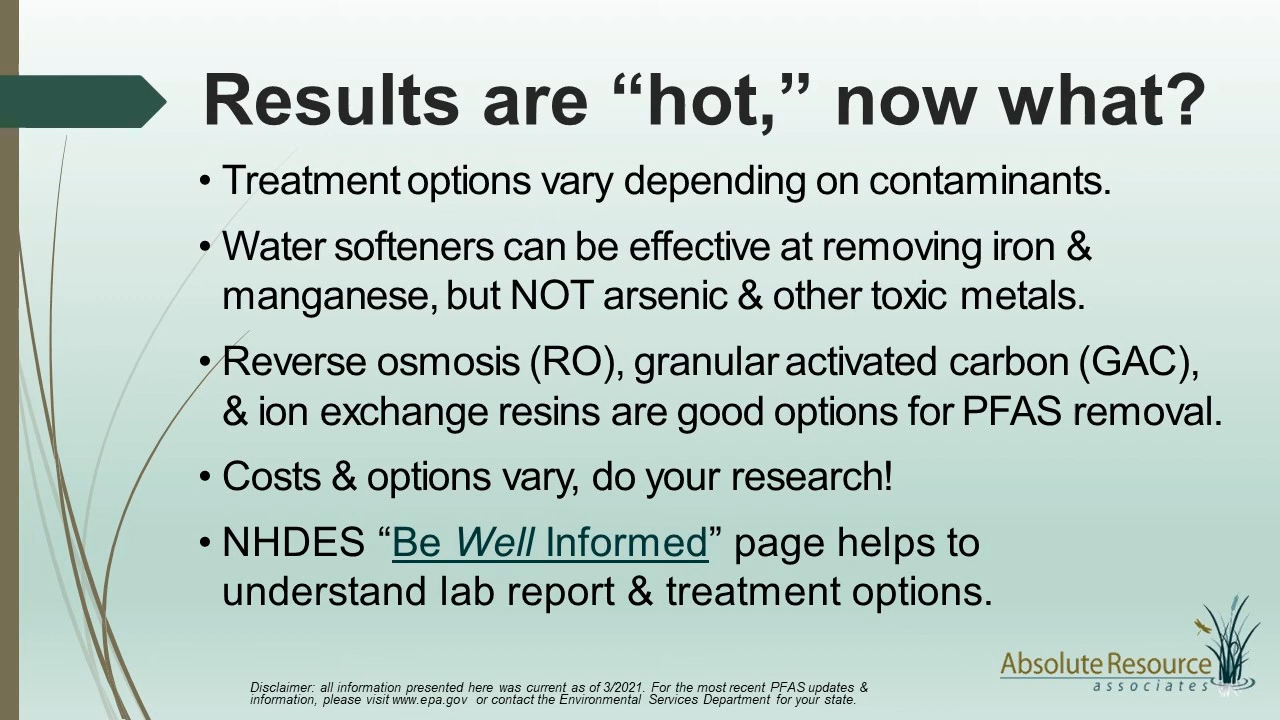 Results are “hot,” now what?
• Treatment options vary depending on contaminants.
• Water softeners can be effective at removing iron &
manganese, but NOT arsenic & other toxic metals.
• Reverse osmosis (RO), granular activated carbon (GAC),
& ion exchange resins are good options for PFAS removal.
• Costs & options vary, do your research!
• NHDES “Be Well Informed” page helps to
understand lab report & treatment options.
Absolute Resource
associates
Disclaimer: all information presented here was current as of 3/2021. For the most recent PFAS updates &
information, please visit www.epa.gov or contact the Environmental Services Department for your state.